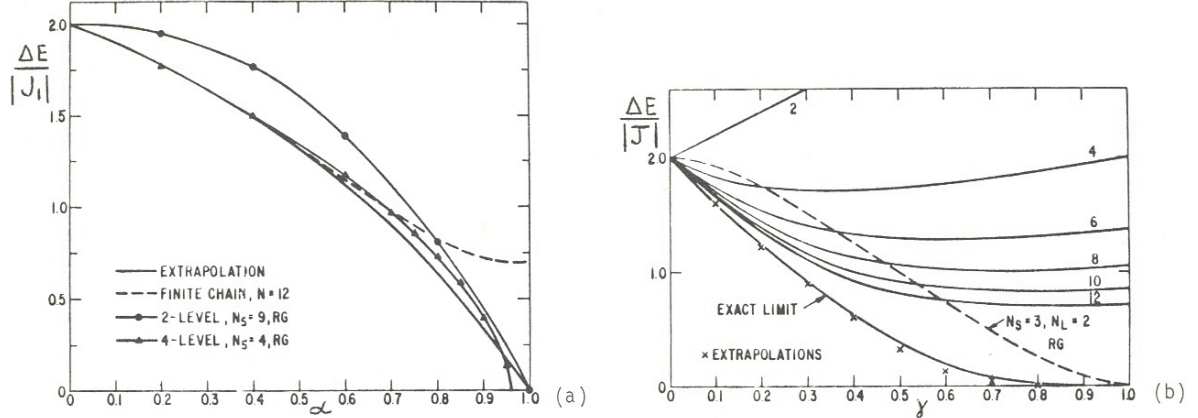 ΔE
|J₁|
2.0
1.5
1.0
0.5
0
EXTRAPOLATION
FINITE CHAIN, N=12
2-LEVEL, Nₛ=9, RG
4-LEVEL, Nₛ=4, RG
0 0.1 0.2 0.3 0.4 0.5 0.6 0.7 0.8 0.9 1.0
α
(a)
ΔE
|J|
2.0
1.0
0
2
4
6
8
10
12
EXACT LIMIT
Nₛ=3, N_L=2
RG
× EXTRAPOLATIONS
0 0.1 0.2 0.3 0.4 0.5 0.6 0.7 0.8 0.9 1.0
γ
(b)